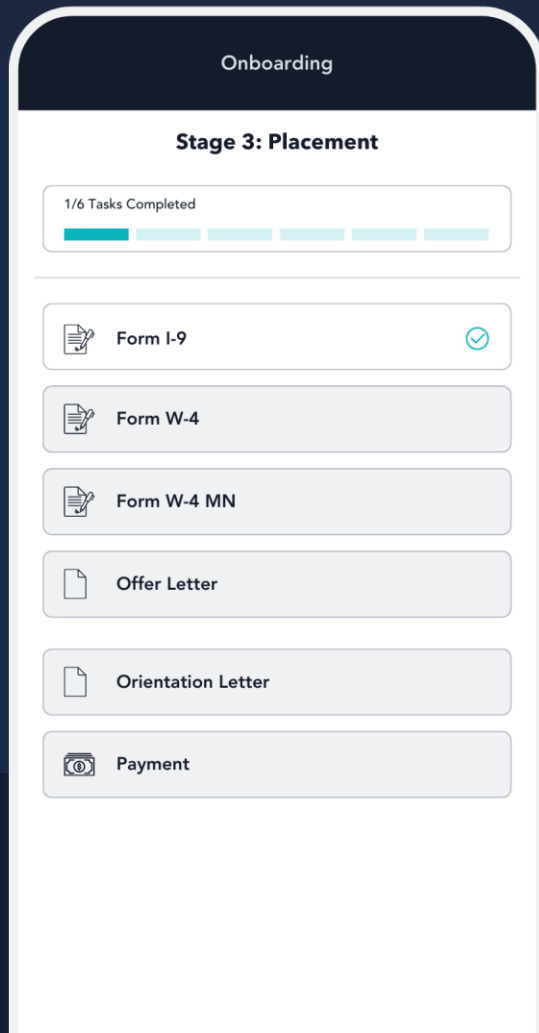 Onboarding
Stage 3: Placement
1/6 Tasks Completed
Form I-9
Form W-4
Form W-4 MN
Offer Letter
Orientation Letter
Payment